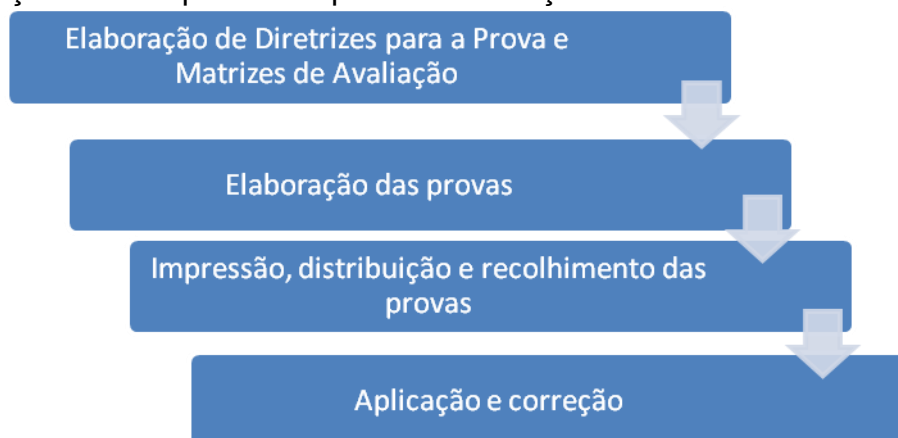 Elaboração de Diretrizes para a Prova e
Matrizes de Avaliação
Elaboração das provas
Impressão, distribuição e recolhimento das
provas
Aplicação e correção